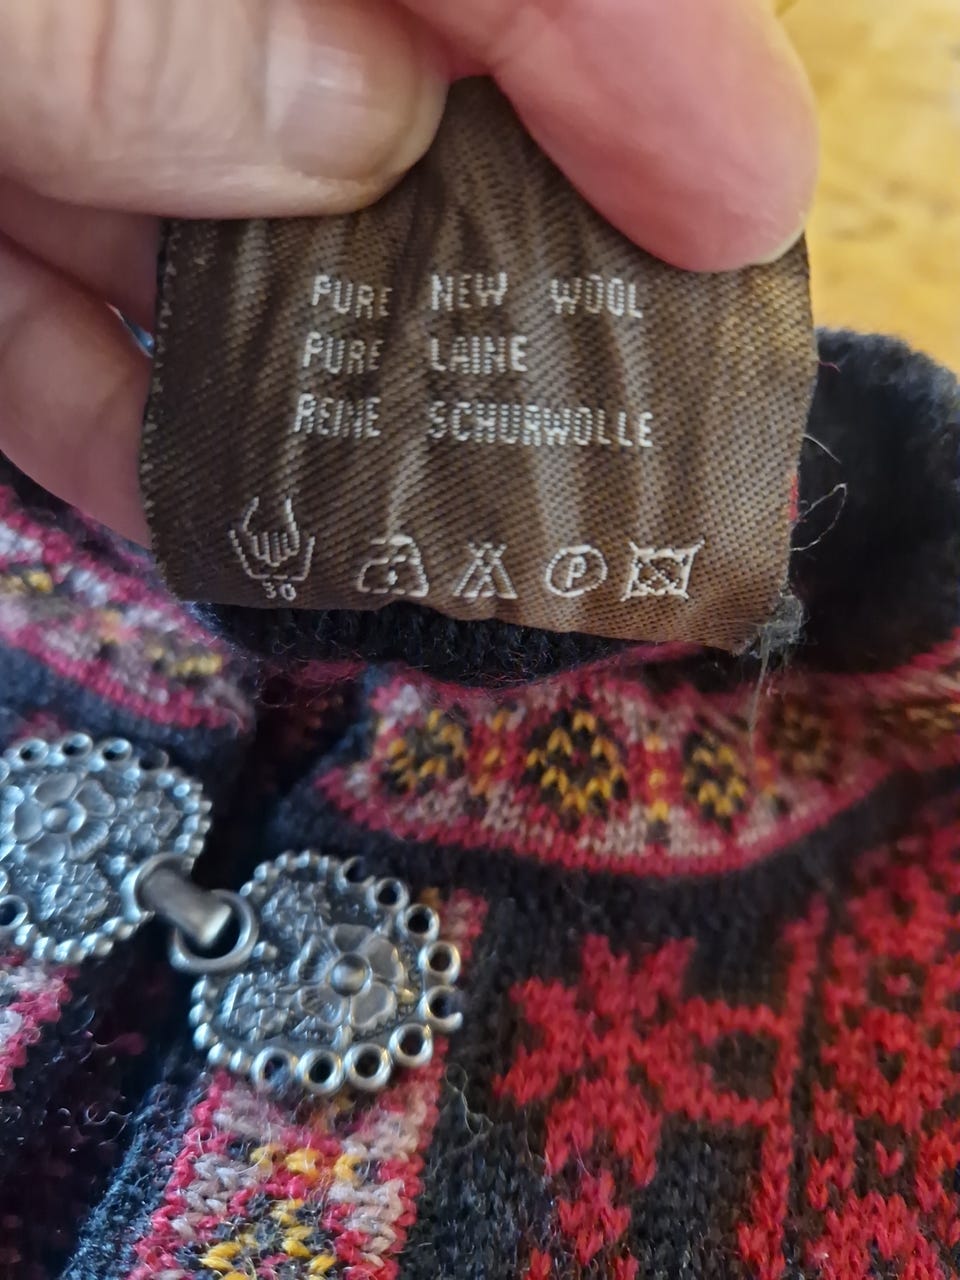 PURE NEW WOOL
PURE LAINE
REINE SCHURWOLLE
30 P